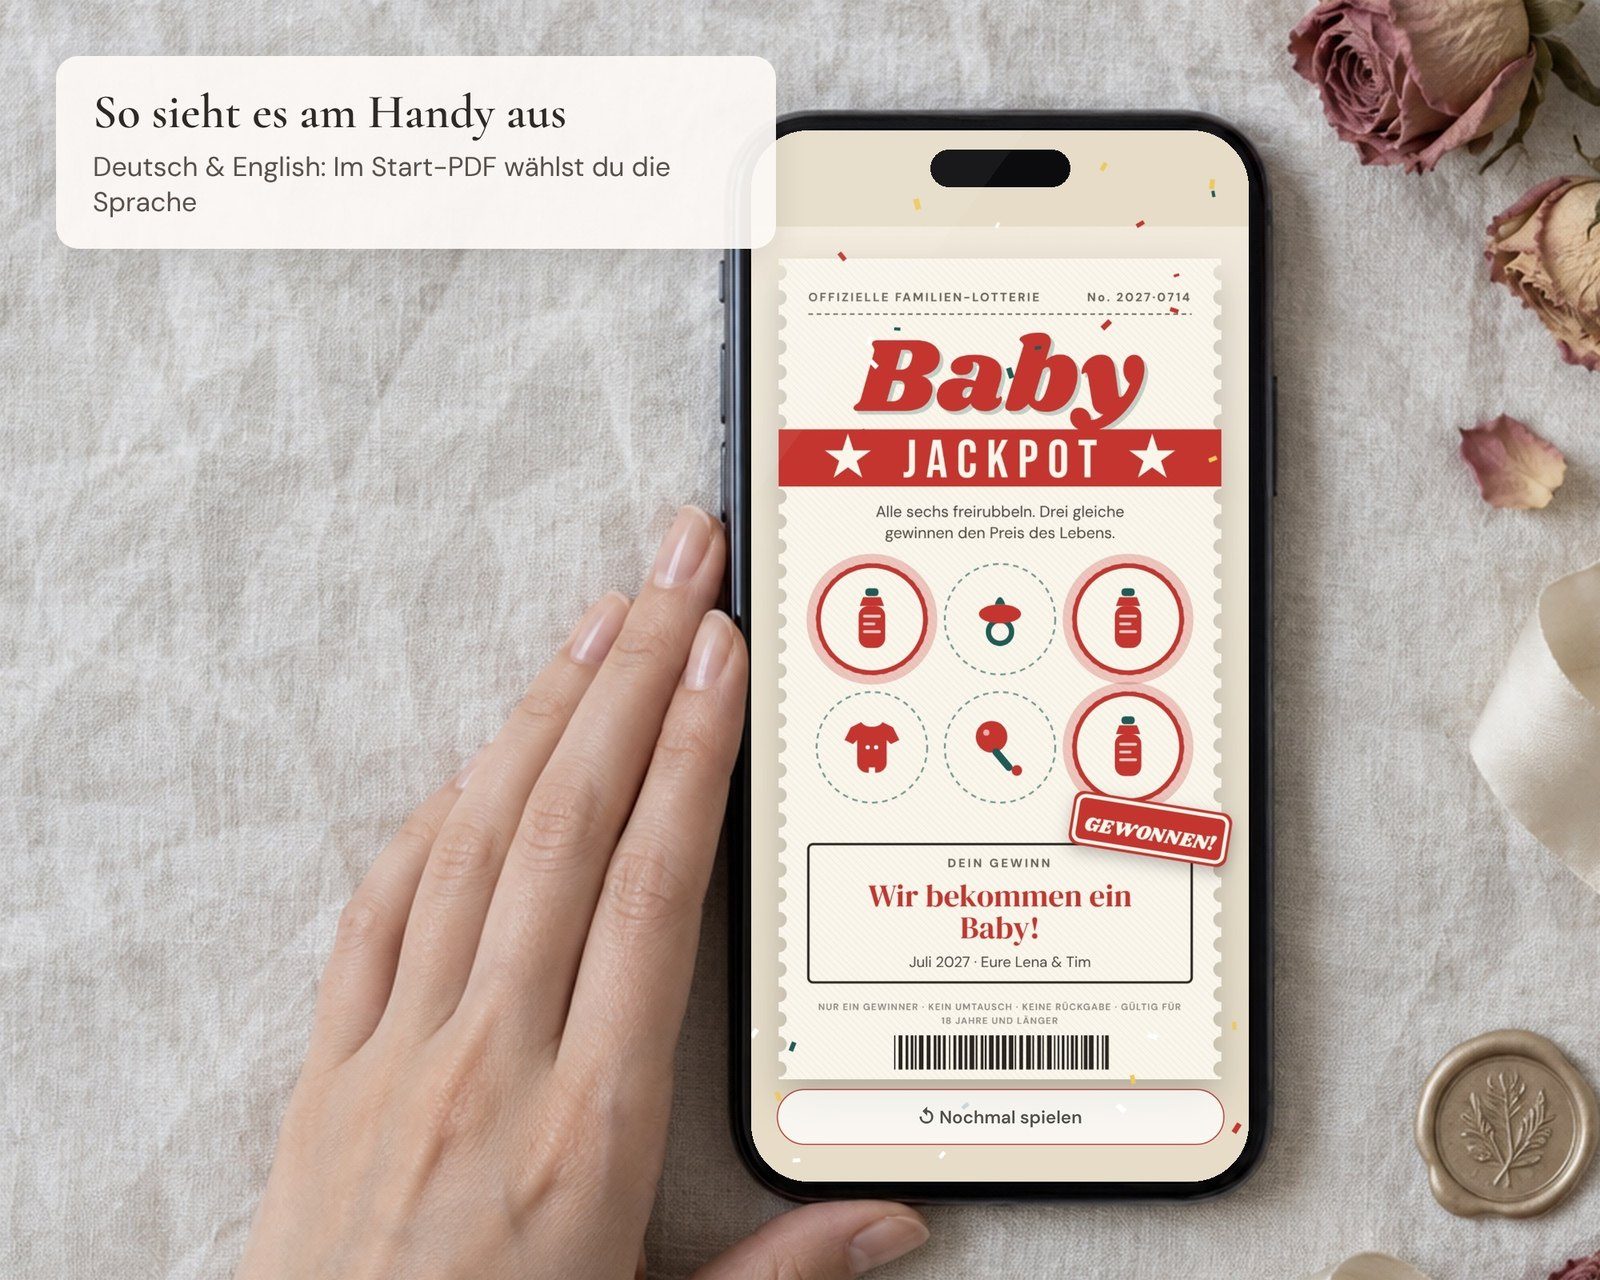 So sieht es am Handy aus
Deutsch & English: Im Start-PDF wählst du die
Sprache
OFFIZIELLE FAMILIEN-LOTTERIE
No. 2027-0714
Baby
★ JACKPOT ★
Alle sechs freirubbeln. Drei gleiche
gewinnen den Preis des Lebens.
GEWONNEN!
DEIN GEWINN
Wir bekommen ein
Baby!
Juli 2027 · Eure Lena & Tim
NUR EIN GEWINNER · KEIN UMTAUSCH · KEINE RÜCKGABE · GÜLTIG FÜR
18 JAHRE UND LÄNGER
Nochmal spielen